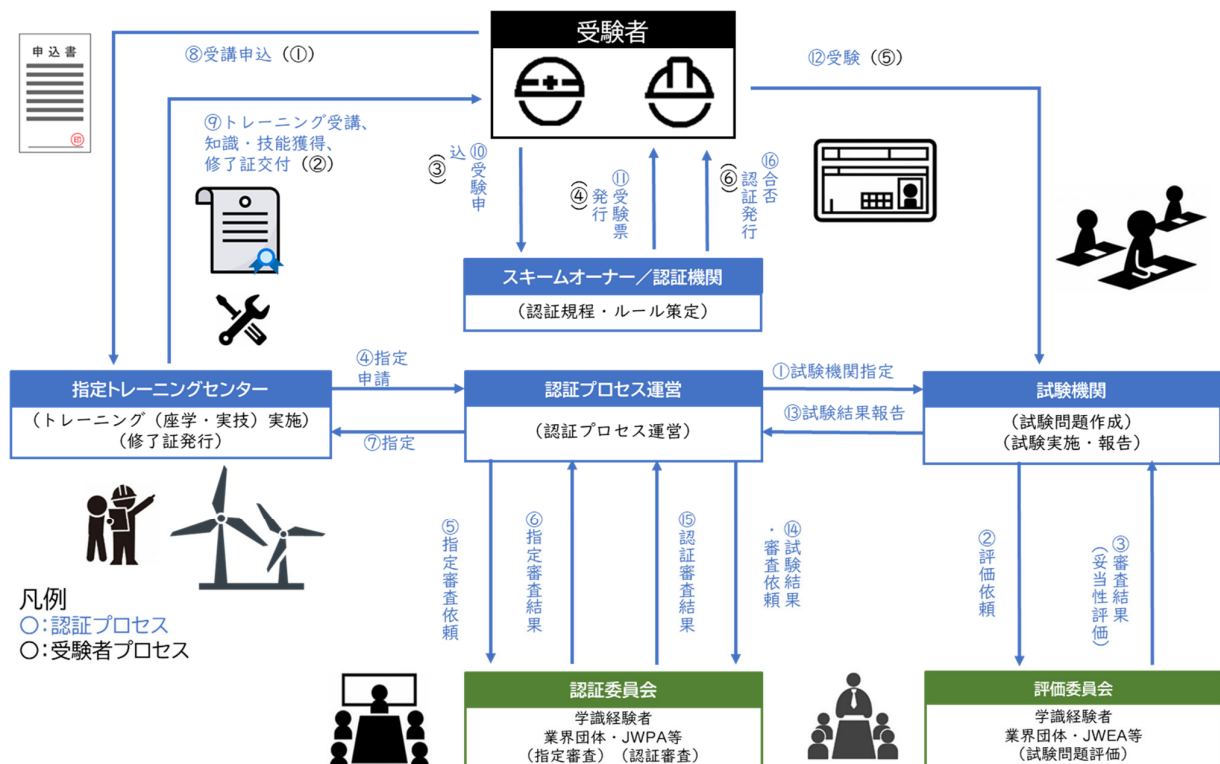 受験者
申込書
印
⑧受講申込（①）
⑫受験（⑤）
⑨トレーニング受講、
知識・技能獲得、
修了証交付（②）
⑩受験申
込
（③）
⑪受験票
発行
（④）
⑯合否
認証発行
（⑥）
スキームオーナー／認証機関
（認証規程・ルール策定）
指定トレーニングセンター
（トレーニング（座学・実技）実施）
（修了証発行）
④指定
申請
⑦指定
認証プロセス運営
（認証プロセス運営）
①試験機関指定
⑬試験結果報告
試験機関
（試験問題作成）
（試験実施・報告）
⑤指定審査依頼
⑥指定審査結果
⑮認証審査結果
⑭試験結果
・審査依頼
②評価依頼
③審査結果
（妥当性評価）
凡例
〇：認証プロセス
〇：受験者プロセス
認証委員会
学識経験者
業界団体・JWPA等
（指定審査）（認証審査）
評価委員会
学識経験者
業界団体・JWEA等
（試験問題評価）